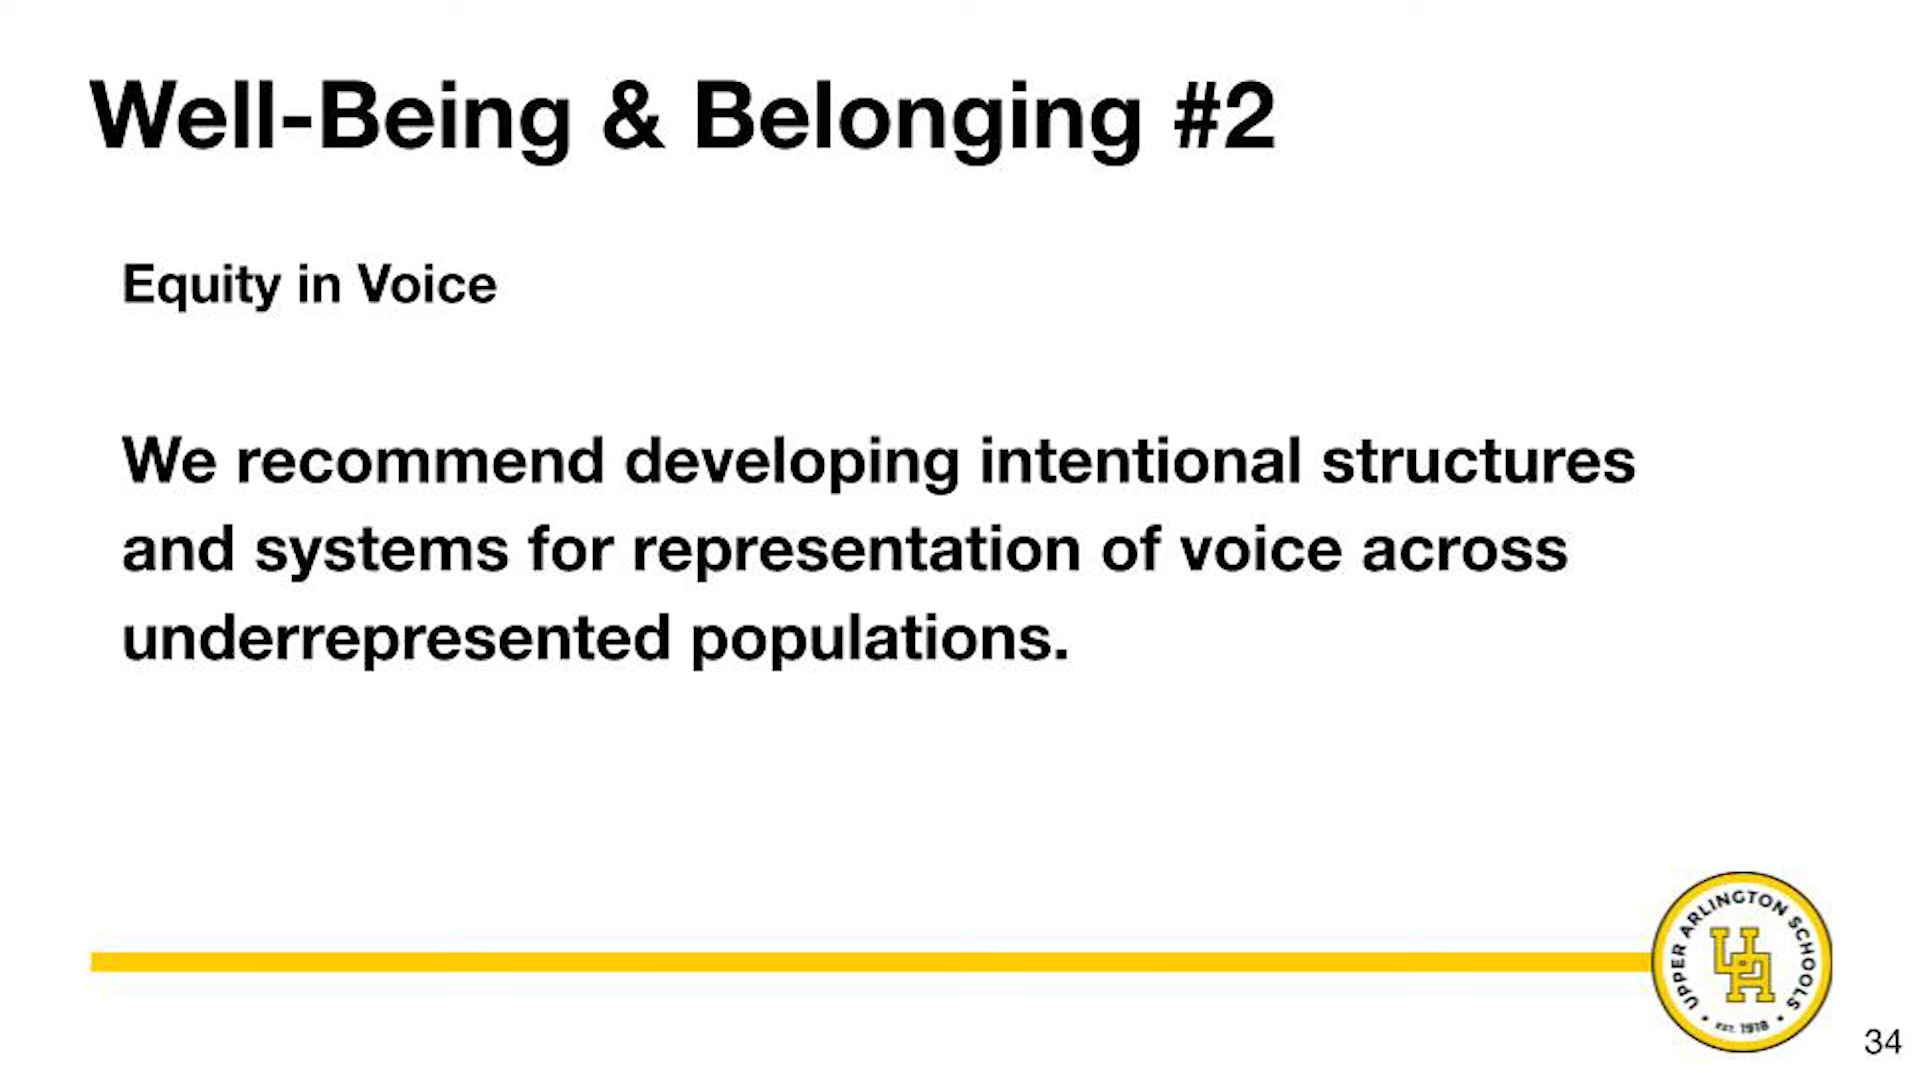 Well-Being & Belonging #2
Equity in Voice
We recommend developing intentional structures
and systems for representation of voice across
underrepresented populations.
UPPER ARLINGTON SCHOOLS
UA
• EST. 1918 •
34